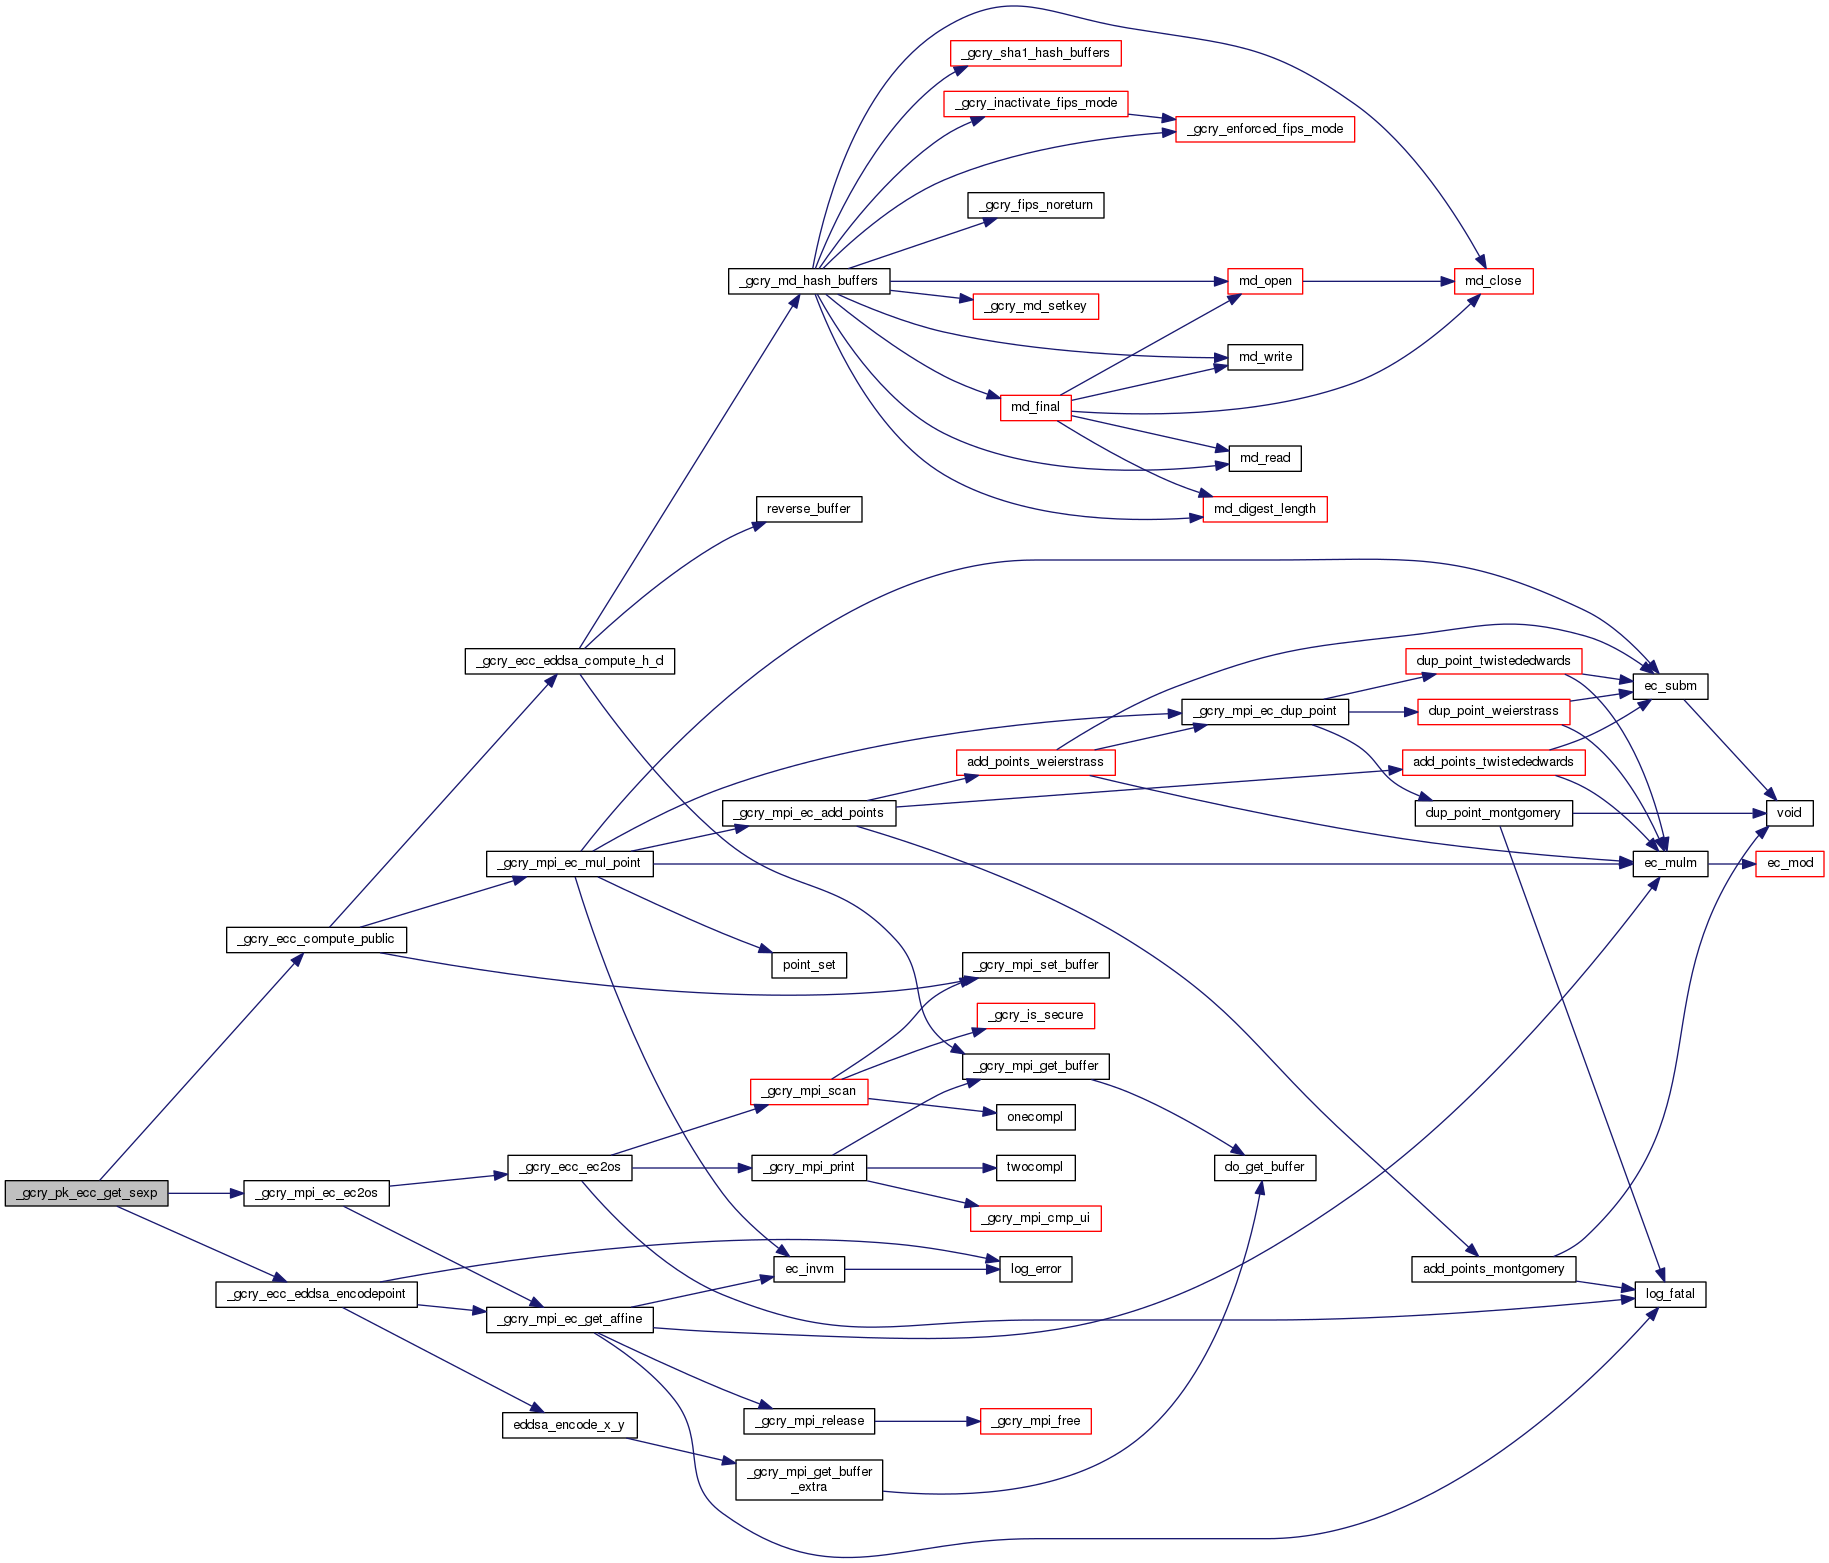 _gcry_sha1_hash_buffers
_gcry_inactivate_fips_mode
_gcry_enforced_fips_mode
_gcry_fips_noreturn
_gcry_md_hash_buffers
md_open
md_close
_gcry_md_setkey
md_write
md_final
md_read
reverse_buffer
md_digest_length
_gcry_ecc_eddsa_compute_h_d
dup_point_twistededwards
ec_subm
_gcry_mpi_ec_dup_point
dup_point_weierstrass
add_points_weierstrass
add_points_twistededwards
_gcry_mpi_ec_add_points
dup_point_montgomery
void
_gcry_mpi_ec_mul_point
ec_mulm
ec_mod
_gcry_ecc_compute_public
point_set
_gcry_mpi_set_buffer
_gcry_is_secure
_gcry_mpi_get_buffer
_gcry_mpi_scan
onecompl
_gcry_ecc_ec2os
_gcry_mpi_print
twocompl
do_get_buffer
_gcry_pk_ecc_get_sexp
_gcry_mpi_ec_ec2os
_gcry_mpi_cmp_ui
ec_invm
log_error
add_points_montgomery
_gcry_ecc_eddsa_encodepoint
log_fatal
_gcry_mpi_ec_get_affine
eddsa_encode_x_y
_gcry_mpi_release
_gcry_mpi_free
_gcry_mpi_get_buffer
_extra